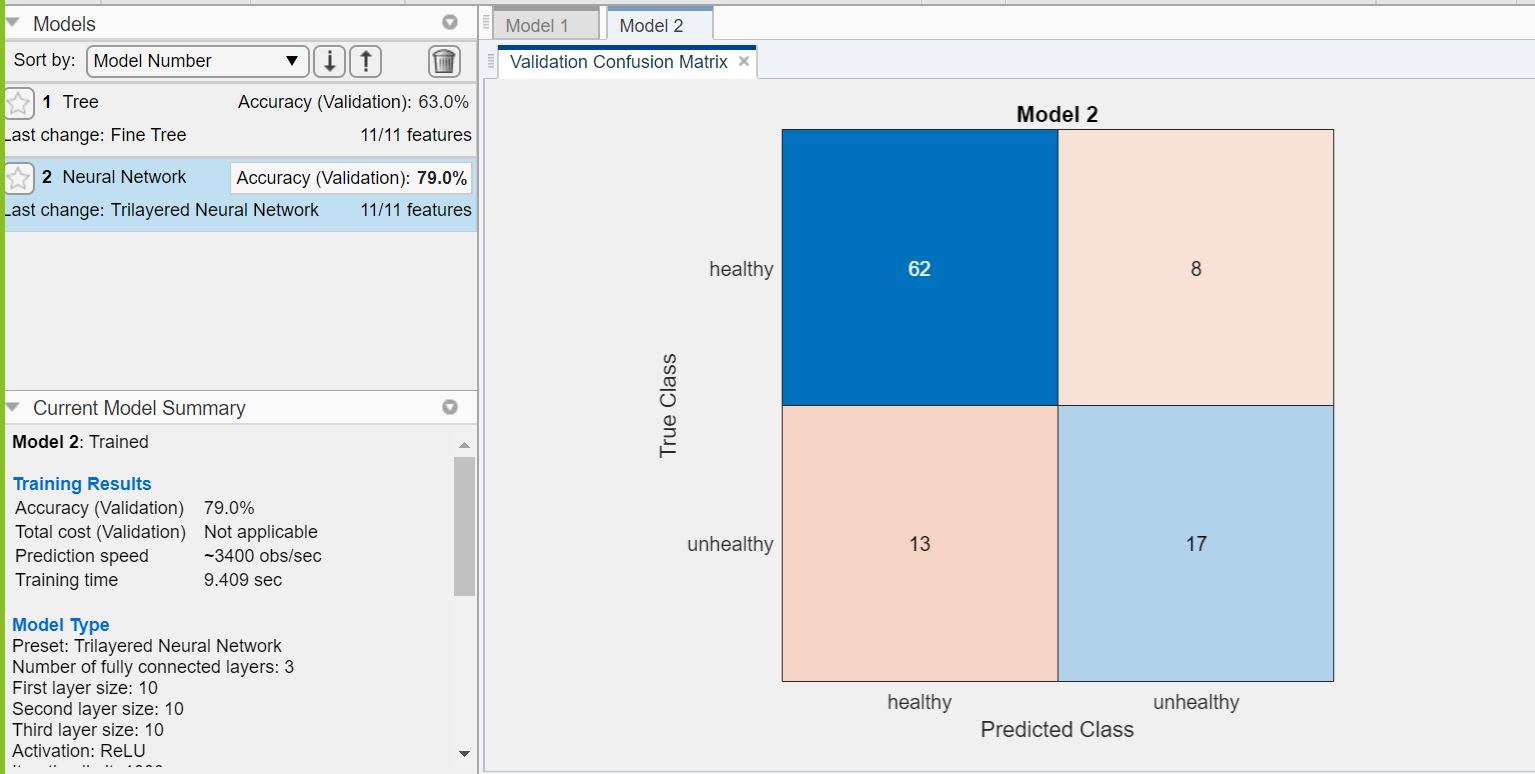 Models
Sort by: Model Number
1 Tree Accuracy (Validation): 63.0%
Last change: Fine Tree 11/11 features
2 Neural Network Accuracy (Validation): 79.0%
Last change: Trilayered Neural Network 11/11 features
Current Model Summary
Model 2: Trained
Training Results
Accuracy (Validation) 79.0%
Total cost (Validation) Not applicable
Prediction speed ~3400 obs/sec
Training time 9.409 sec
Model Type
Preset: Trilayered Neural Network
Number of fully connected layers: 3
First layer size: 10
Second layer size: 10
Third layer size: 10
Activation: ReLU
Model 1 Model 2
Validation Confusion Matrix
Model 2
True Class
healthy 62 8
unhealthy 13 17
healthy unhealthy
Predicted Class